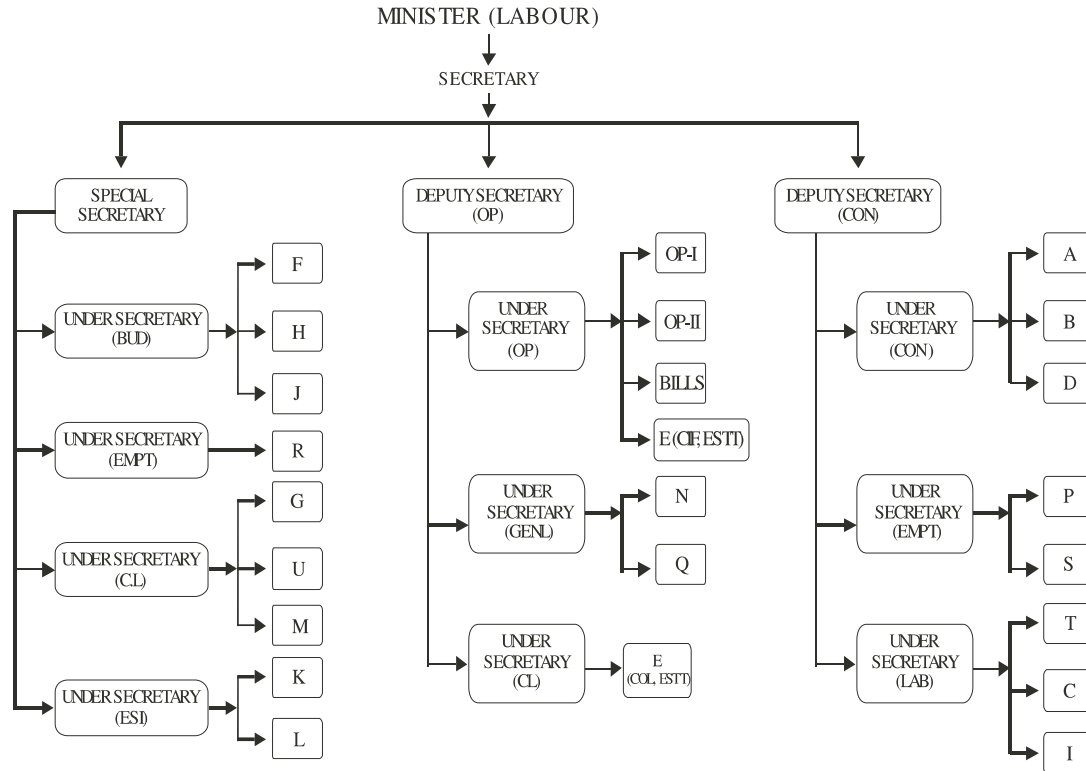 MINISTER (LABOUR)
SECRETARY
SPECIAL
SECRETARY
UNDER SECRETARY
(BUD)
F
H
J
UNDER SECRETARY
(EMPT)
R
UNDER SECRETARY
(C.L)
G
U
M
UNDER SECRETARY
(ESI)
K
L
DEPUTY SECRETARY
(OP)
UNDER
SECRETARY
(OP)
OP-I
OP-II
BILLS
E (CIF, ESTT)
UNDER
SECRETARY
(GENL)
N
Q
UNDER
SECRETARY
(CL)
E
(COL, ESTT)
DEPUTY SECRETARY
(CON)
UNDER
SECRETARY
(CON)
A
B
D
UNDER
SECRETARY
(EMPT)
P
S
UNDER
SECRETARY
(LAB)
T
C
I